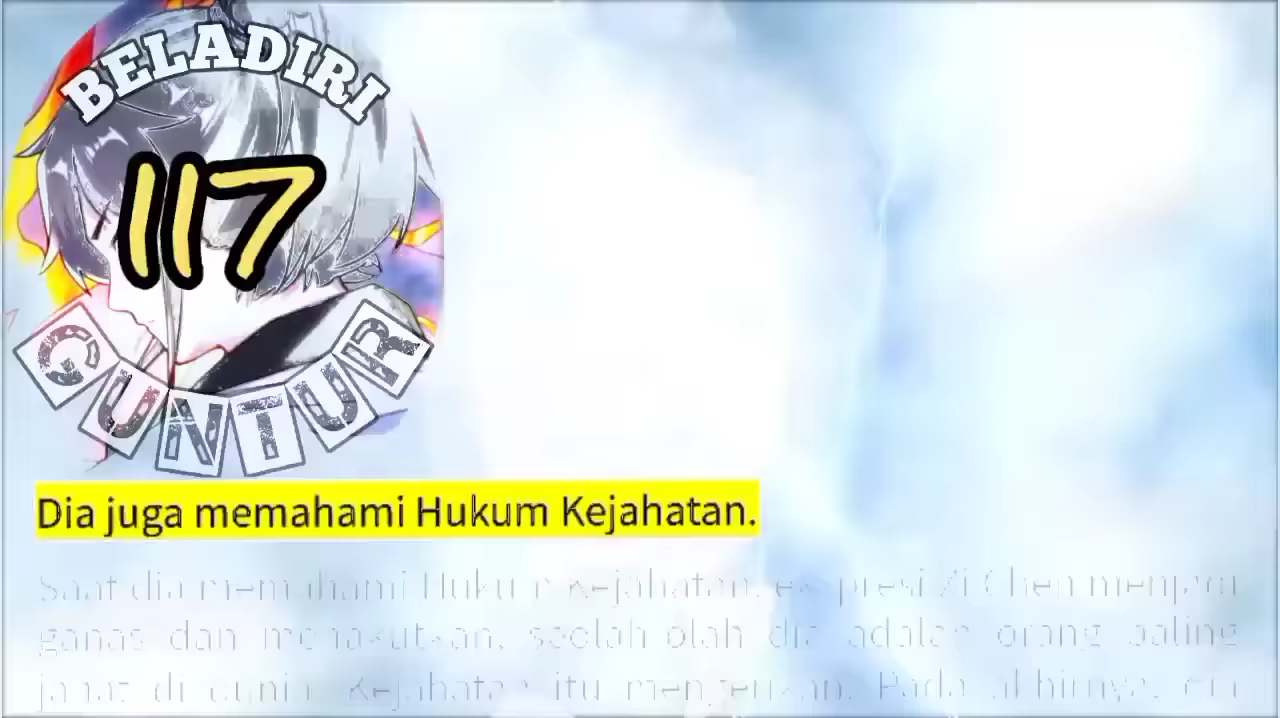 BELADIRI
117
GUNTUR
Dia juga memahami Hukum Kejahatan.
Saat dia memahami Hukum Kejahatan, ekspresi Zi Chen menjadi
ganas dan menakutkan, seolah-olah dia adalah orang paling
jahat di dunia. Kejahatan itu mengerikan. Pada akhirnya,